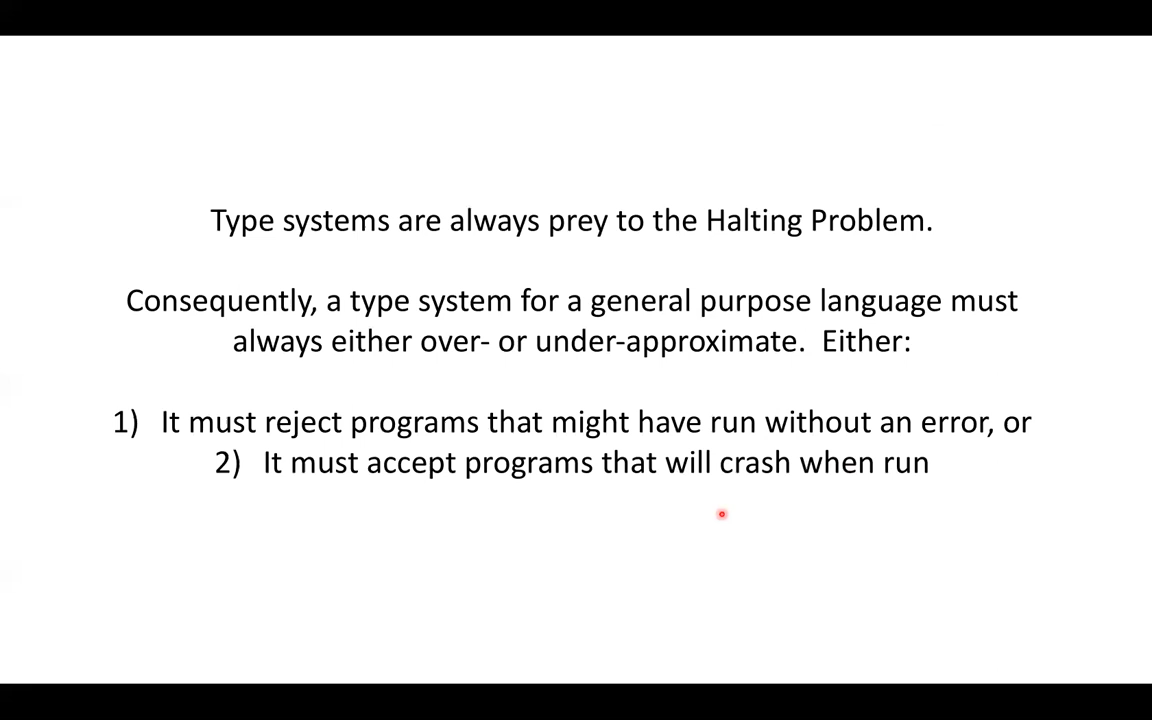 Type systems are always prey to the Halting Problem.
Consequently, a type system for a general purpose language must
always either over- or under-approximate.  Either:
1)  It must reject programs that might have run without an error, or
2)  It must accept programs that will crash when run